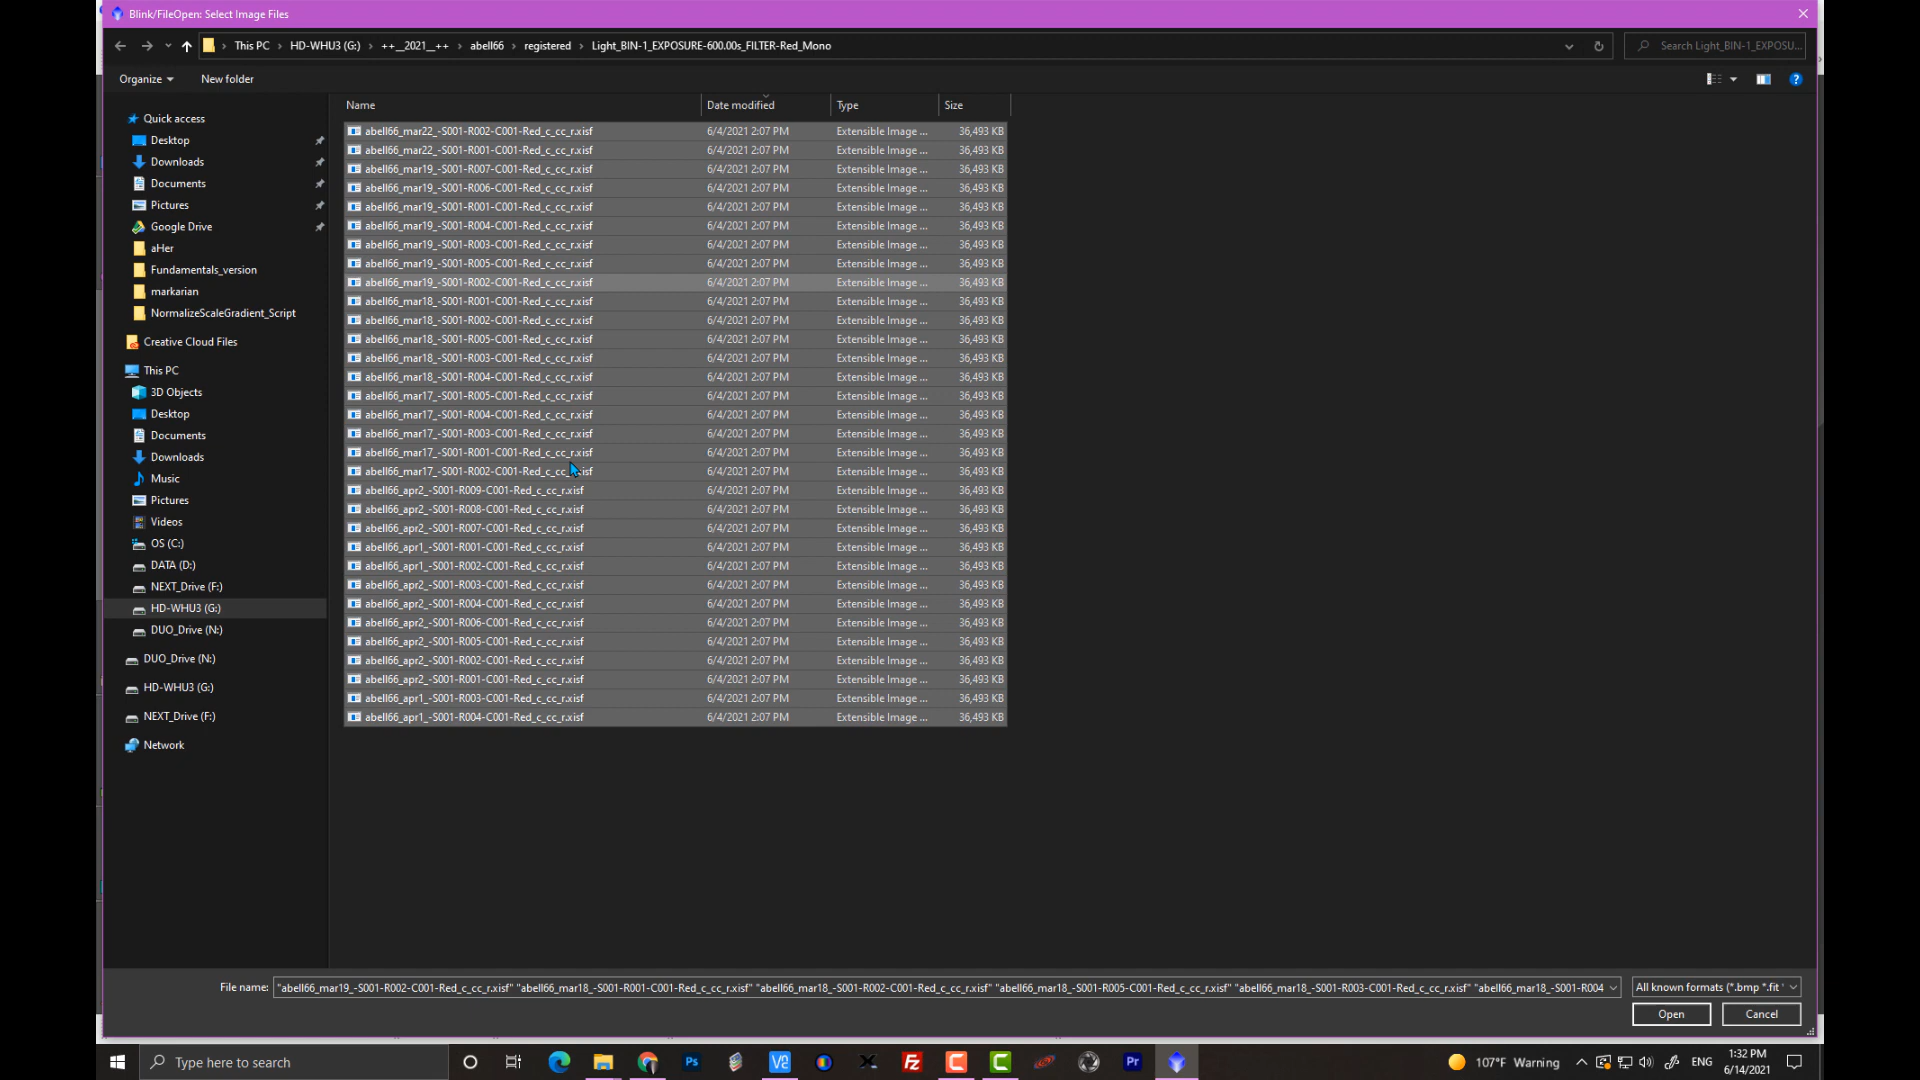 Blink/FileOpen: Select Image Files
This PC > HD-WHU3 (G:) > ++__2021__++ > abell66 > registered > Light_BIN-1_EXPOSURE-600.00s_FILTER-Red_Mono
Search Light_BIN-1_EXPOSU...
Organize
New folder
Name Date modified Type Size
Quick access
Desktop
Downloads
Documents
Pictures
Google Drive
aHer
Fundamentals_version
markarian
NormalizeScaleGradient_Script
Creative Cloud Files
This PC
3D Objects
Desktop
Documents
Downloads
Music
Pictures
Videos
OS (C:)
DATA (D:)
NEXT_Drive (F:)
HD-WHU3 (G:)
DUO_Drive (N:)
DUO_Drive (N:)
HD-WHU3 (G:)
NEXT_Drive (F:)
Network
abell66_mar22_-S001-R002-C001-Red_c_cc_r.xisf 6/4/2021 2:07 PM Extensible Image ... 36,493 KB
abell66_mar22_-S001-R001-C001-Red_c_cc_r.xisf 6/4/2021 2:07 PM Extensible Image ... 36,493 KB
abell66_mar19_-S001-R007-C001-Red_c_cc_r.xisf 6/4/2021 2:07 PM Extensible Image ... 36,493 KB
abell66_mar19_-S001-R006-C001-Red_c_cc_r.xisf 6/4/2021 2:07 PM Extensible Image ... 36,493 KB
abell66_mar19_-S001-R001-C001-Red_c_cc_r.xisf 6/4/2021 2:07 PM Extensible Image ... 36,493 KB
abell66_mar19_-S001-R004-C001-Red_c_cc_r.xisf 6/4/2021 2:07 PM Extensible Image ... 36,493 KB
abell66_mar19_-S001-R003-C001-Red_c_cc_r.xisf 6/4/2021 2:07 PM Extensible Image ... 36,493 KB
abell66_mar19_-S001-R005-C001-Red_c_cc_r.xisf 6/4/2021 2:07 PM Extensible Image ... 36,493 KB
abell66_mar19_-S001-R002-C001-Red_c_cc_r.xisf 6/4/2021 2:07 PM Extensible Image ... 36,493 KB
abell66_mar18_-S001-R001-C001-Red_c_cc_r.xisf 6/4/2021 2:07 PM Extensible Image ... 36,493 KB
abell66_mar18_-S001-R002-C001-Red_c_cc_r.xisf 6/4/2021 2:07 PM Extensible Image ... 36,493 KB
abell66_mar18_-S001-R005-C001-Red_c_cc_r.xisf 6/4/2021 2:07 PM Extensible Image ... 36,493 KB
abell66_mar18_-S001-R003-C001-Red_c_cc_r.xisf 6/4/2021 2:07 PM Extensible Image ... 36,493 KB
abell66_mar18_-S001-R004-C001-Red_c_cc_r.xisf 6/4/2021 2:07 PM Extensible Image ... 36,493 KB
abell66_mar17_-S001-R005-C001-Red_c_cc_r.xisf 6/4/2021 2:07 PM Extensible Image ... 36,493 KB
abell66_mar17_-S001-R004-C001-Red_c_cc_r.xisf 6/4/2021 2:07 PM Extensible Image ... 36,493 KB
abell66_mar17_-S001-R003-C001-Red_c_cc_r.xisf 6/4/2021 2:07 PM Extensible Image ... 36,493 KB
abell66_mar17_-S001-R001-C001-Red_c_cc_r.xisf 6/4/2021 2:07 PM Extensible Image ... 36,493 KB
abell66_mar17_-S001-R002-C001-Red_c_cc_r.xisf 6/4/2021 2:07 PM Extensible Image ... 36,493 KB
abell66_apr2_-S001-R009-C001-Red_c_cc_r.xisf 6/4/2021 2:07 PM Extensible Image ... 36,493 KB
abell66_apr2_-S001-R008-C001-Red_c_cc_r.xisf 6/4/2021 2:07 PM Extensible Image ... 36,493 KB
abell66_apr2_-S001-R007-C001-Red_c_cc_r.xisf 6/4/2021 2:07 PM Extensible Image ... 36,493 KB
abell66_apr1_-S001-R001-C001-Red_c_cc_r.xisf 6/4/2021 2:07 PM Extensible Image ... 36,493 KB
abell66_apr1_-S001-R002-C001-Red_c_cc_r.xisf 6/4/2021 2:07 PM Extensible Image ... 36,493 KB
abell66_apr2_-S001-R003-C001-Red_c_cc_r.xisf 6/4/2021 2:07 PM Extensible Image ... 36,493 KB
abell66_apr2_-S001-R004-C001-Red_c_cc_r.xisf 6/4/2021 2:07 PM Extensible Image ... 36,493 KB
abell66_apr2_-S001-R006-C001-Red_c_cc_r.xisf 6/4/2021 2:07 PM Extensible Image ... 36,493 KB
abell66_apr2_-S001-R005-C001-Red_c_cc_r.xisf 6/4/2021 2:07 PM Extensible Image ... 36,493 KB
abell66_apr2_-S001-R002-C001-Red_c_cc_r.xisf 6/4/2021 2:07 PM Extensible Image ... 36,493 KB
abell66_apr2_-S001-R001-C001-Red_c_cc_r.xisf 6/4/2021 2:07 PM Extensible Image ... 36,493 KB
abell66_apr1_-S001-R003-C001-Red_c_cc_r.xisf 6/4/2021 2:07 PM Extensible Image ... 36,493 KB
abell66_apr1_-S001-R004-C001-Red_c_cc_r.xisf 6/4/2021 2:07 PM Extensible Image ... 36,493 KB
File name: "abell66_mar19_-S001-R002-C001-Red_c_cc_r.xisf" "abell66_mar18_-S001-R001-C001-Red_c_cc_r.xisf" "abell66_mar18_-S001-R002-C001-Red_c_cc_r.xisf" "abell66_mar18_-S001-R005-C001-Red_c_cc_r.xisf" "abell66_mar18_-S001-R003-C001-Red_c_cc_r.xisf" "abell66_mar18_-S001-R004
All known formats (*.bmp *.fit
Open
Cancel
Type here to search
Ps
VC
Fz
C
C
Pr
107°F Warning
ENG
1:32 PM
6/14/2021